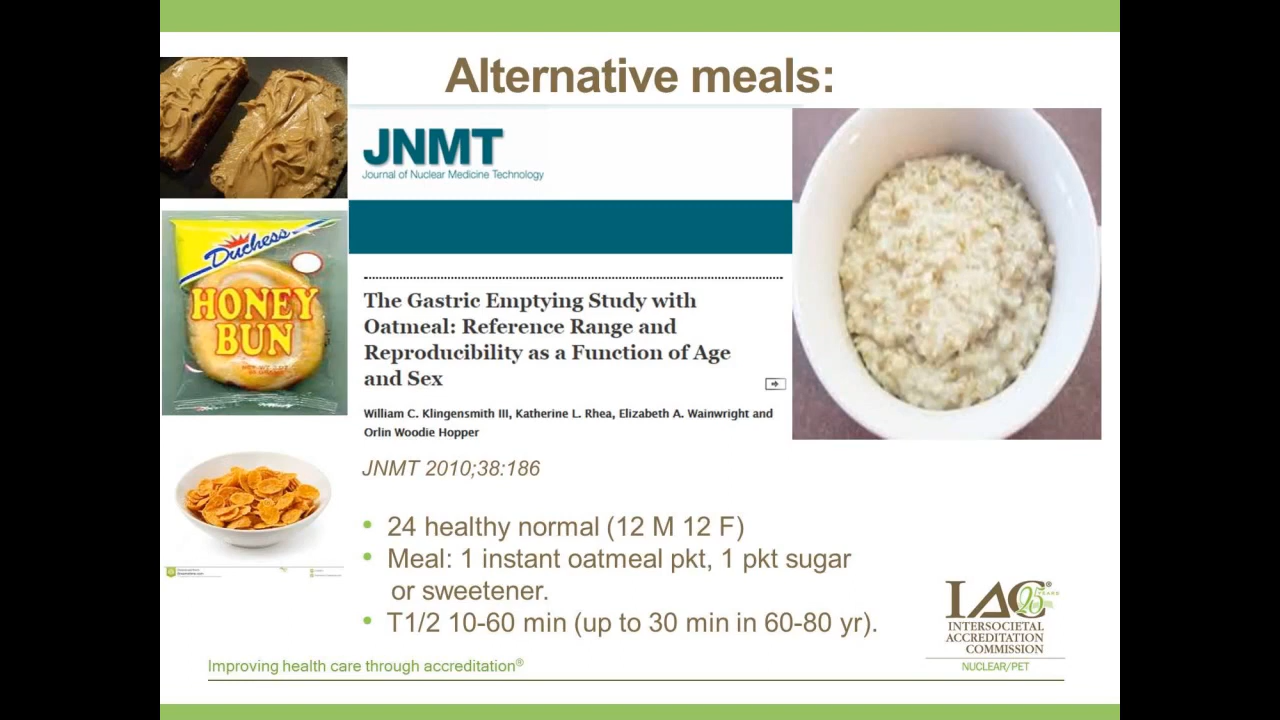 Alternative meals:
JNMT
Journal of Nuclear Medicine Technology
Duchess
HONEY
BUN
The Gastric Emptying Study with
Oatmeal: Reference Range and
Reproducibility as a Function of Age
and Sex
William C. Klingensmith III, Katherine L. Rhea, Elizabeth A. Wainwright and
Orlin Woodie Hopper
JNMT 2010;38:186
• 24 healthy normal (12 M 12 F)
• Meal: 1 instant oatmeal pkt, 1 pkt sugar
or sweetener.
• T1/2 10-60 min (up to 30 min in 60-80 yr).
IAC®
25 YEARS
INTERSOCIETAL
ACCREDITATION
COMMISSION
NUCLEAR/PET
Improving health care through accreditation®